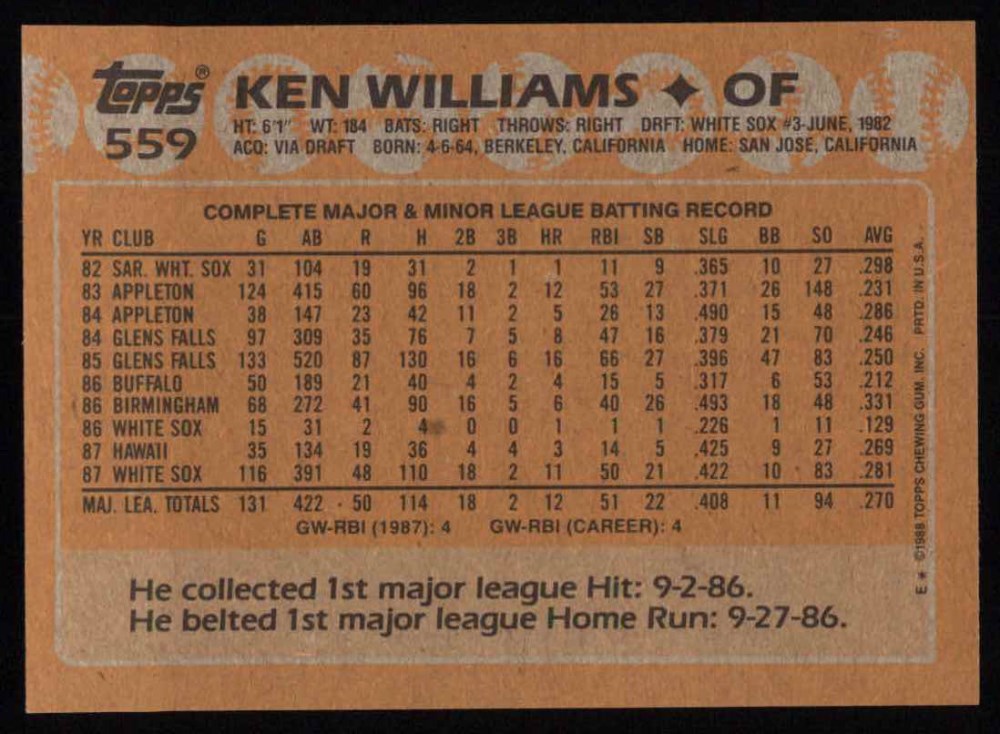 topps® KEN WILLIAMS ✦ OF
559 HT: 6'1" WT: 184 BATS: RIGHT THROWS: RIGHT DRFT: WHITE SOX #3-JUNE, 1982
ACQ: VIA DRAFT BORN: 4-6-64, BERKELEY, CALIFORNIA HOME: SAN JOSE, CALIFORNIA
COMPLETE MAJOR & MINOR LEAGUE BATTING RECORD
YR CLUB G AB R H 2B 3B HR RBI SB SLG BB SO AVG
82 SAR. WHT. SOX 31 104 19 31 2 1 1 11 9 .365 10 27 .298
83 APPLETON 124 415 60 96 18 2 12 53 27 .371 26 148 .231
84 APPLETON 38 147 23 42 11 2 5 26 13 .490 15 48 .286
84 GLENS FALLS 97 309 35 76 7 5 8 47 16 .379 21 70 .246
85 GLENS FALLS 133 520 87 130 16 6 16 66 27 .396 47 83 .250
86 BUFFALO 50 189 21 40 4 2 4 15 5 .317 6 53 .212
86 BIRMINGHAM 68 272 41 90 16 5 6 40 26 .493 18 48 .331
86 WHITE SOX 15 31 2 4 0 0 1 1 1 .226 1 11 .129
87 HAWAII 35 134 19 36 4 4 3 14 5 .425 9 27 .269
87 WHITE SOX 116 391 48 110 18 2 11 50 21 .422 10 83 .281
MAJ. LEA. TOTALS 131 422 50 114 18 2 12 51 22 .408 11 94 .270
GW-RBI (1987): 4 GW-RBI (CAREER): 4
He collected 1st major league Hit: 9-2-86.
He belted 1st major league Home Run: 9-27-86.
E* ©1988 TOPPS CHEWING GUM, INC. PRTD. IN U.S.A.